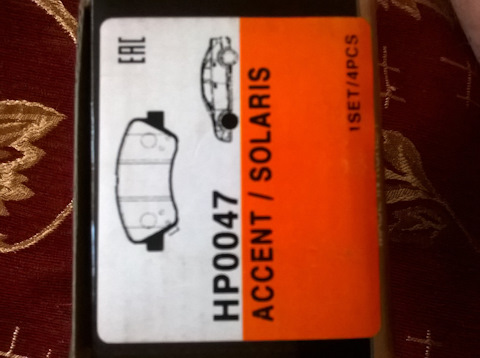 EAC
HP0047
ACCENT / SOLARIS
1SET/4PCS